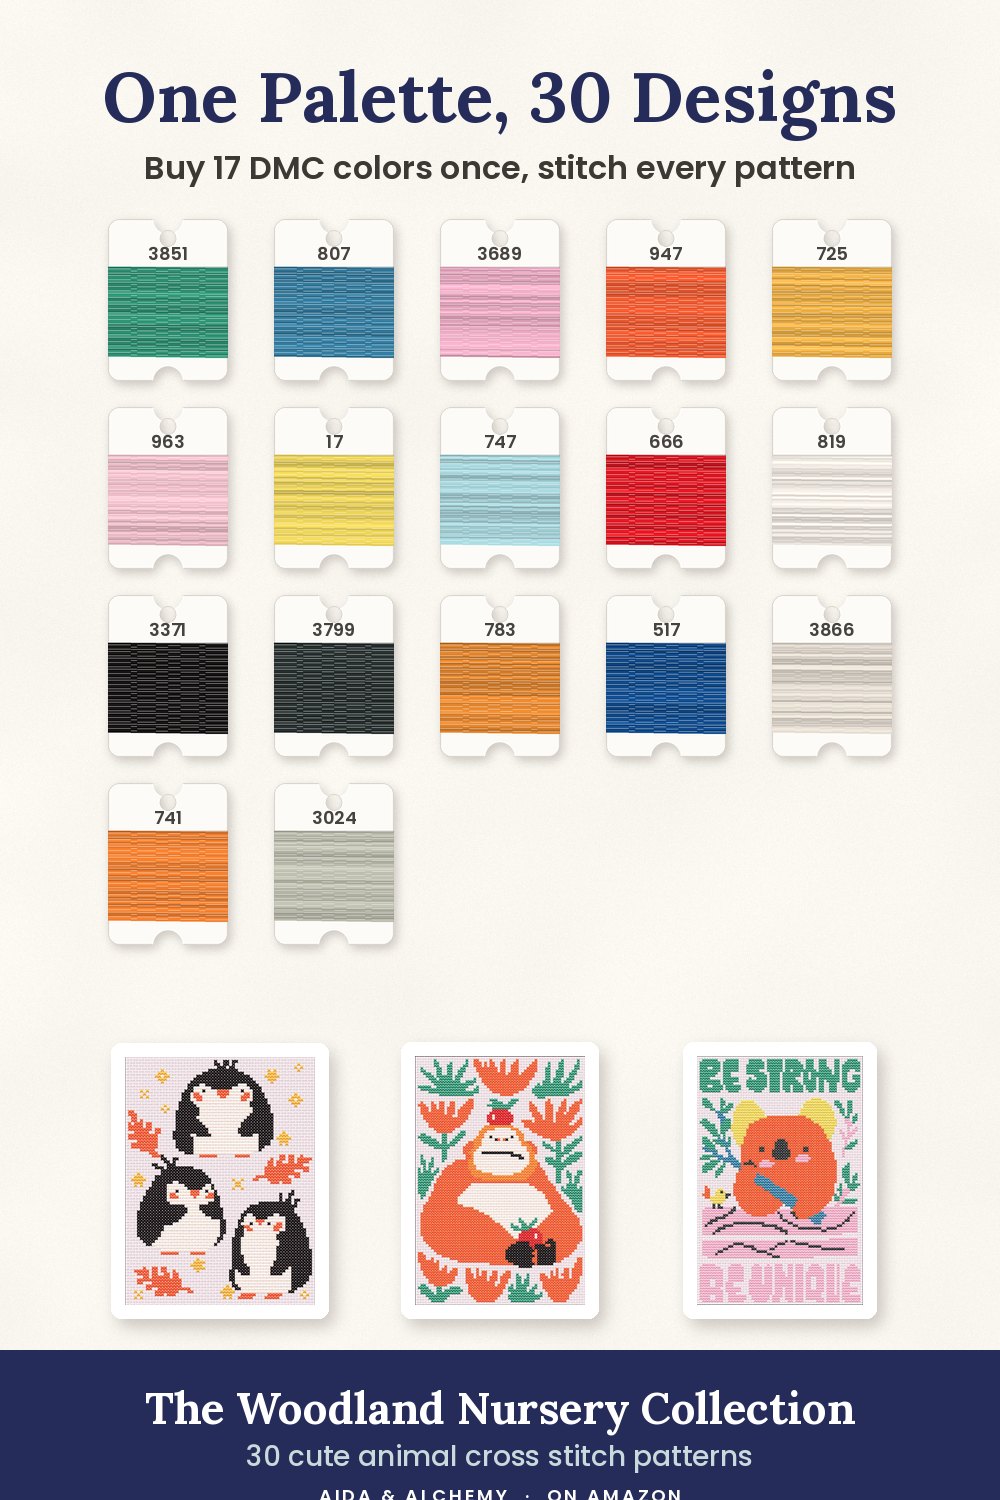 One Palette, 30 Designs
Buy 17 DMC colors once, stitch every pattern
3851 807 3689 947 725
963 17 747 666 819
3371 3799 783 517 3866
741 3024
BE STRONG
BE UNIQUE
The Woodland Nursery Collection
30 cute animal cross stitch patterns
AIDA & ALCHEMY · ON AMAZON